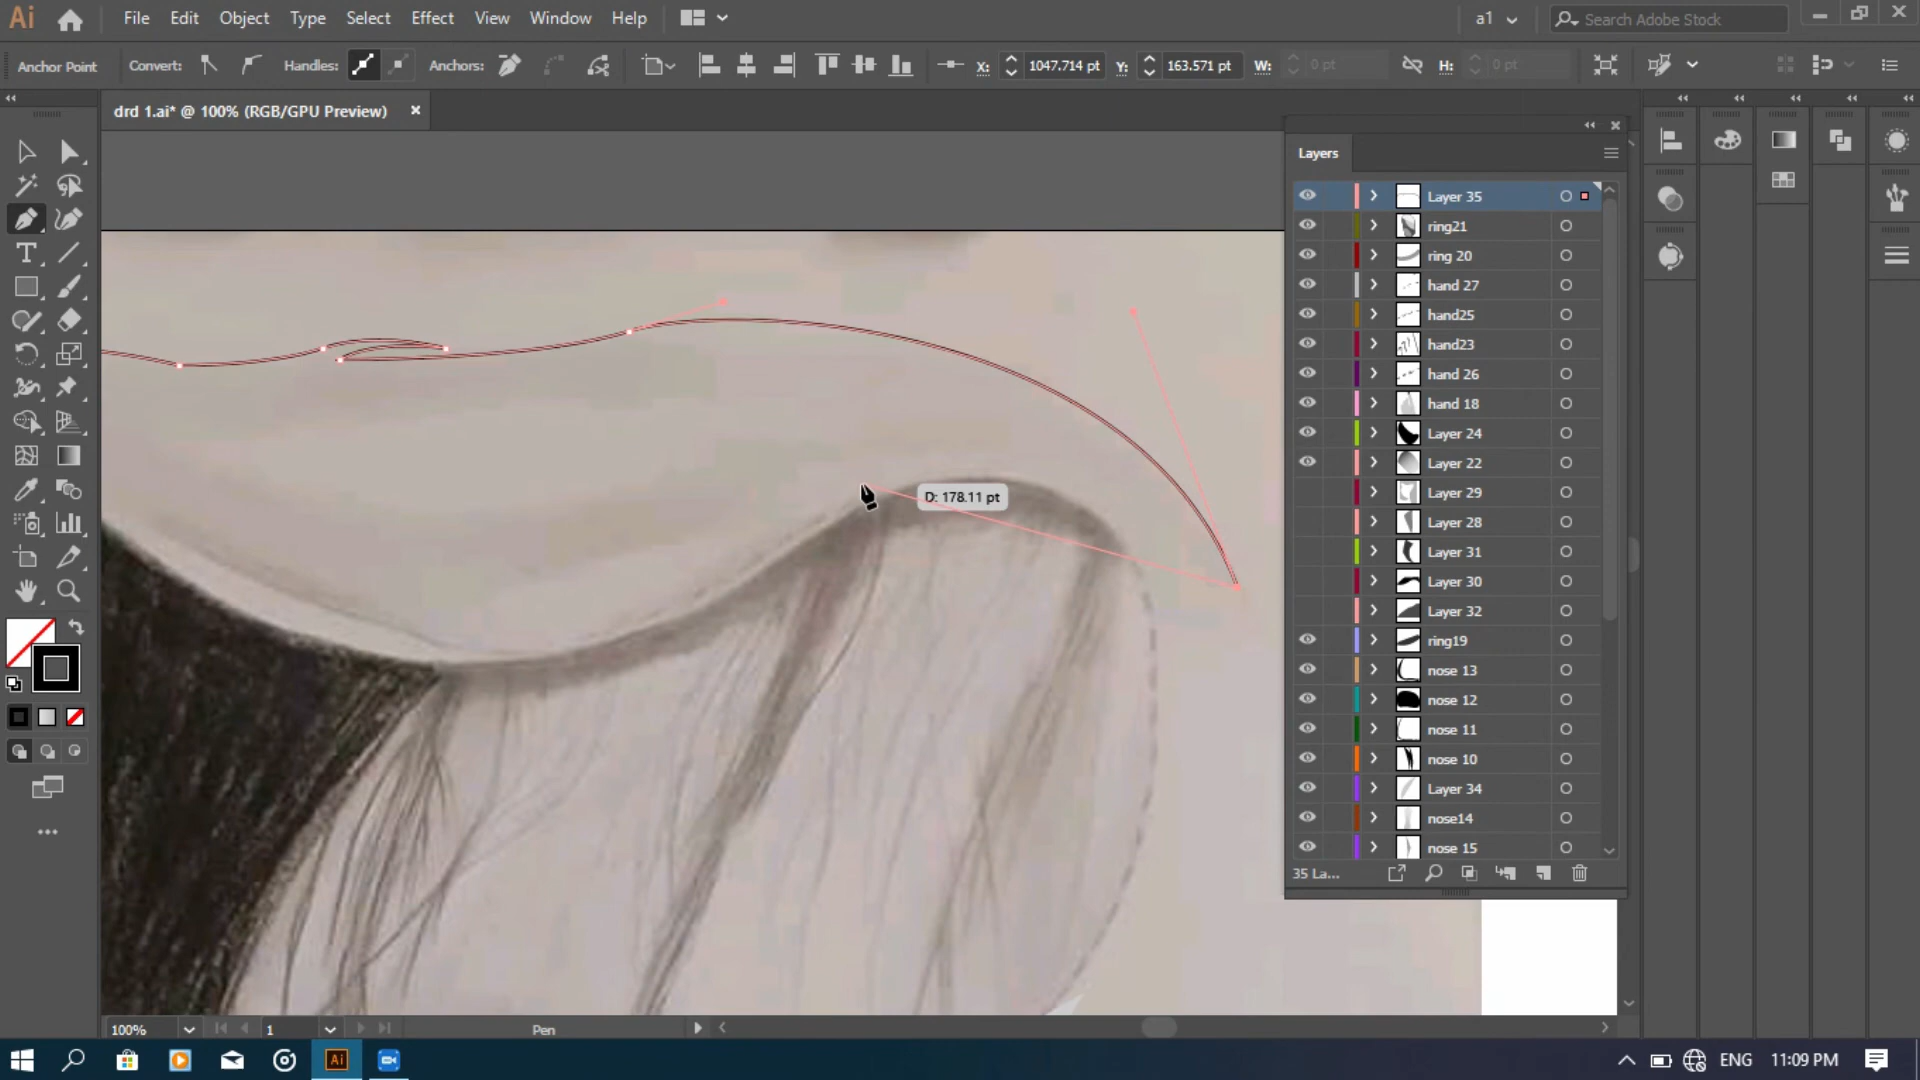 Ai
File Edit Object Type Select Effect View Window Help
a1
Search Adobe Stock
Anchor Point Convert: Handles: Anchors: X: 1047.714 pt Y: 163.571 pt W: 0 pt H: 0 pt
drd 1.ai* @ 100% (RGB/GPU Preview)
Layers
Layer 35
ring21
ring 20
hand 27
hand25
hand23
hand 26
hand 18
Layer 24
Layer 22
Layer 29
Layer 28
Layer 31
Layer 30
Layer 32
ring19
nose 13
nose 12
nose 11
nose 10
Layer 34
nose14
nose 15
35 La...
D: 178.11 pt
100% 1 Pen
Ai ENG 11:09 PM